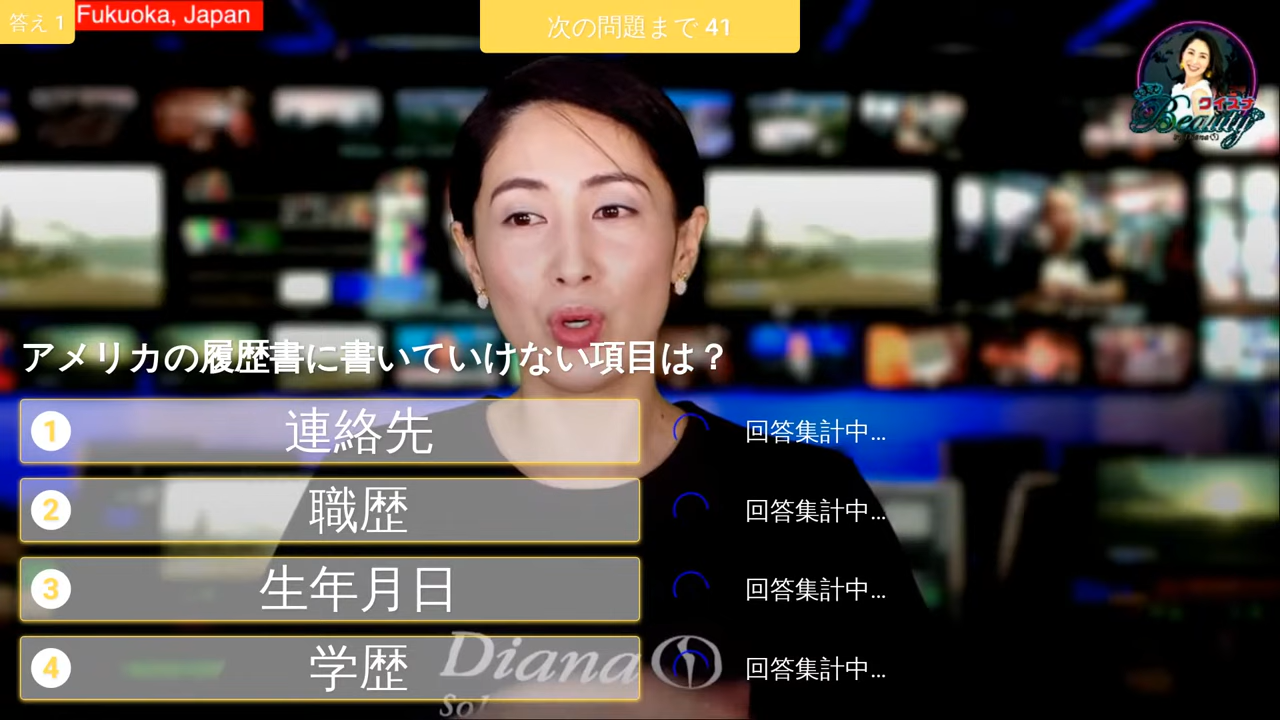 答え 1
Fukuoka, Japan
次の問題まで 41
クイズナ
Beauty
アメリカの履歴書に書いていけない項目は？
1 連絡先 回答集計中...
2 職歴 回答集計中...
3 生年月日 回答集計中...
4 学歴 回答集計中...
Diana
Sol